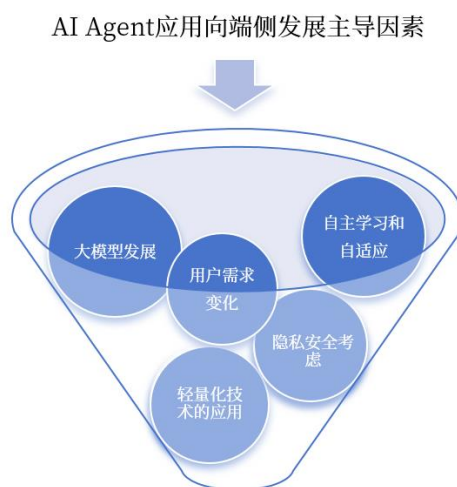 AI Agent应用向端侧发展主导因素
大模型发展
自主学习和
自适应
用户需求
变化
隐私安全考
虑
轻量化技
术的应用